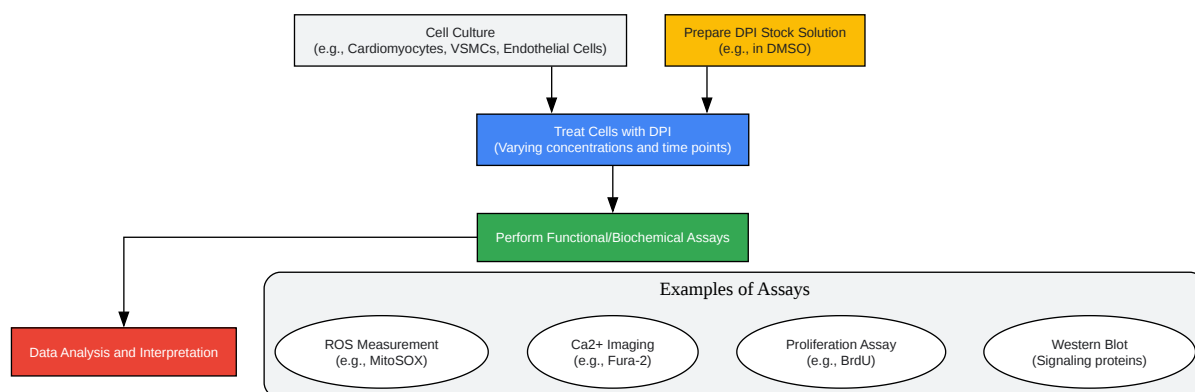 Cell Culture
(e.g., Cardiomyocytes, VSMCs, Endothelial Cells)
Prepare DPI Stock Solution
(e.g., in DMSO)
Treat Cells with DPI
(Varying concentrations and time points)
Perform Functional/Biochemical Assays
Examples of Assays
Data Analysis and Interpretation
ROS Measurement
(e.g., MitoSOX)
Ca2+ Imaging
(e.g., Fura-2)
Proliferation Assay
(e.g., BrdU)
Western Blot
(Signaling proteins)